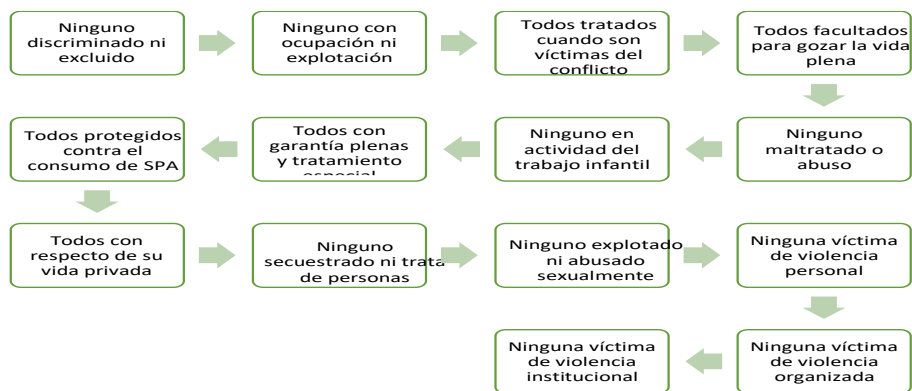 Ninguno
discriminado ni
excluido
Ninguno con
ocupación ni
explotación
Todos tratados
cuando son
víctimas del
conflicto
Todos facultados
para gozar la vida
plena
Ninguno
maltratado o
abuso
Ninguno en
actividad del
trabajo infantil
Todos con
garantía plenas
y tratamiento
especial
Todos protegidos
contra el
consumo de SPA
Todos con
respecto de su
vida privada
Ninguno
secuestrado ni trata
de personas
Ninguno explotado
ni abusado
sexualmente
Ninguna víctima
de violencia
personal
Ninguna víctima
de violencia
organizada
Ninguna víctima
de violencia
institucional